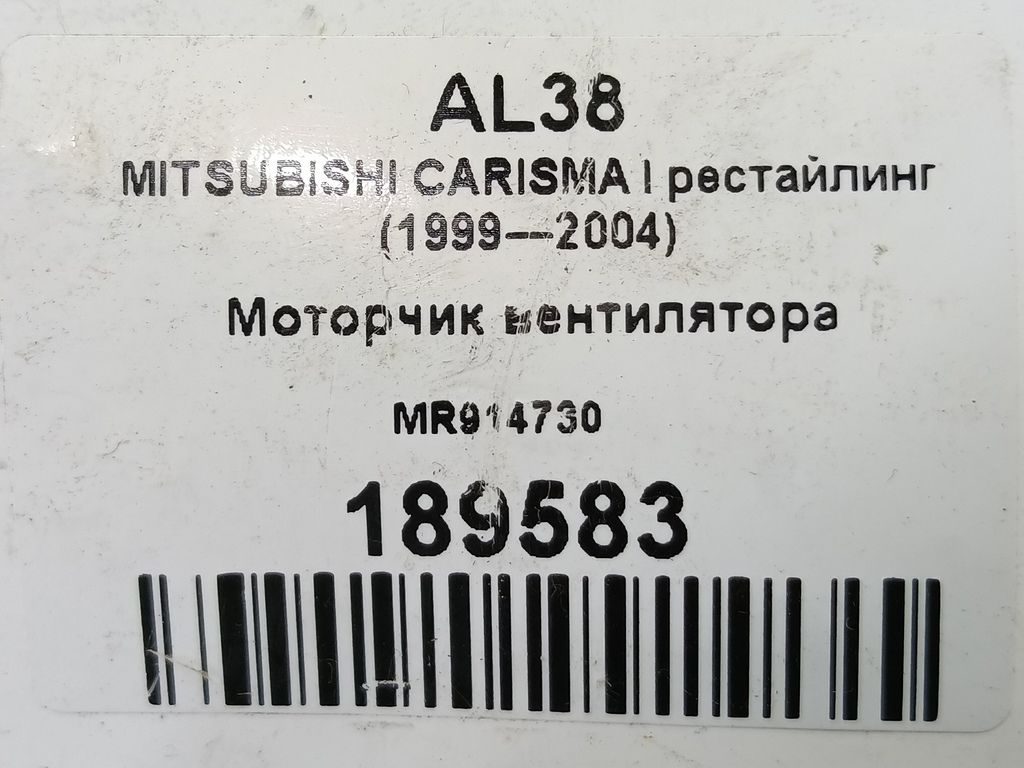 AL38
MITSUBISHI CARISMA I рестайлинг
(1999—2004)
Моторчик вентилятора
MR914730
189583